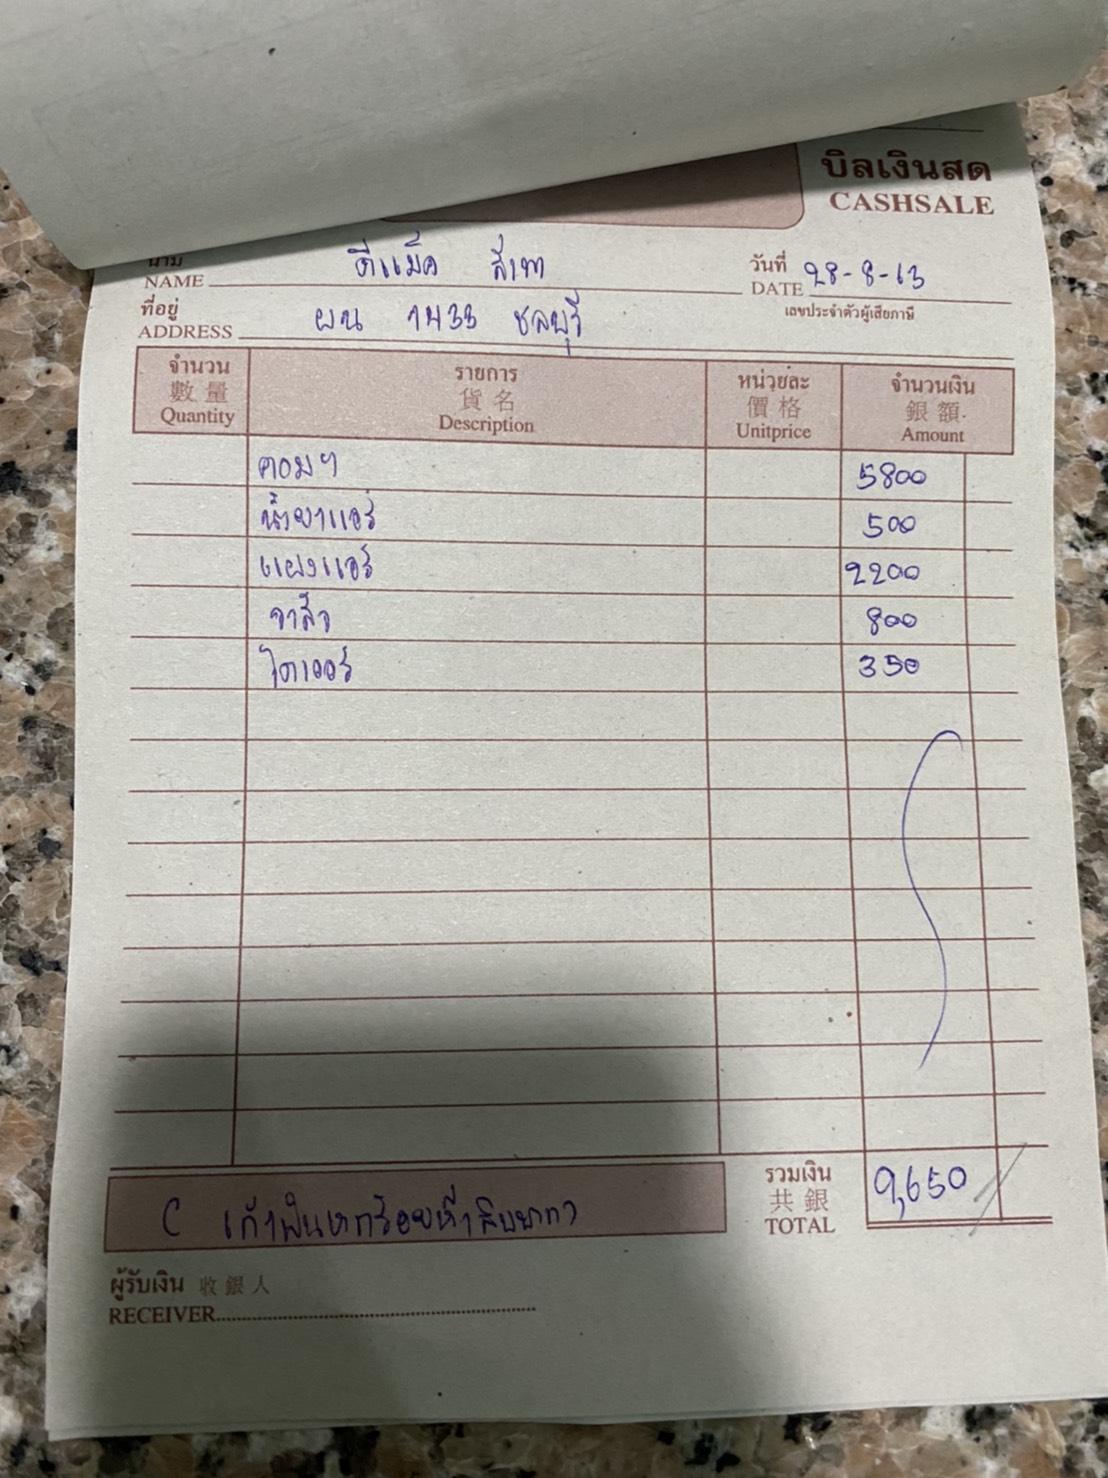 บิลเงินสด
CASHSALE
นาม
NAME ดีแม็ค สีเทา
วันที่
DATE 28-8-63
ที่อยู่
ADDRESS ผน 1433 ชลบุรี
เลขประจำตัวผู้เสียภาษี
จำนวน รายการ หน่วยละ จำนวนเงิน
數量 貨名 價格 銀額
Quantity Description Unitprice Amount
คอมฯ 5800
น้ำยาแอร์ 500
แผงแอร์ 2200
วาล์ว 800
ไดเออร์ 350
รวมเงิน
共銀
TOTAL 9,650
เก้าพันหกร้อยห้าสิบบาท
ผู้รับเงิน 收銀人
RECEIVER